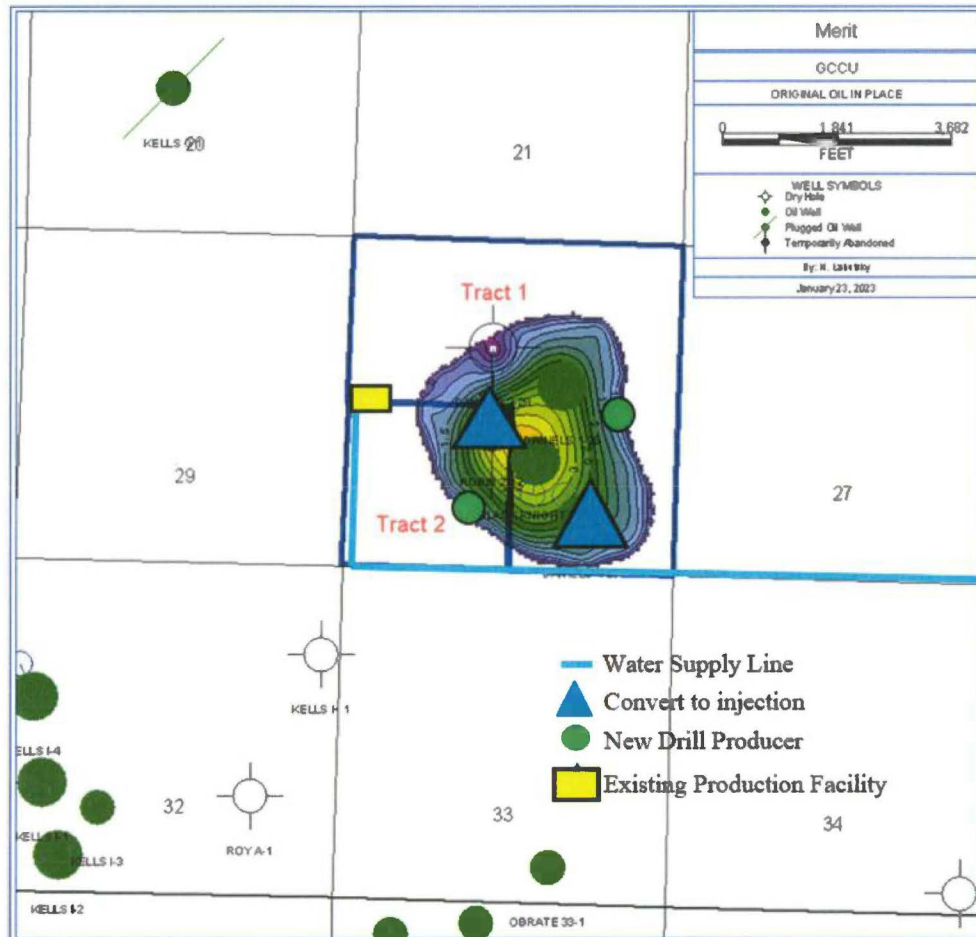 Merit
GCCU
ORIGINAL OIL IN PLACE
0 1,841 3,682
FEET
WELL SYMBOLS
Dry Hole
Oil Well
Plugged Oil Well
Temporarily Abandoned
January 23, 2023
KELLS
20
21
Tract 1
29
27
Tract 2
KELLS H-1
ELLS I-4
KELLS I-3
KELLS I-2
32
ROY A-1
33
34
OBRATE 33-1
Water Supply Line
Convert to injection
New Drill Producer
Existing Production Facility